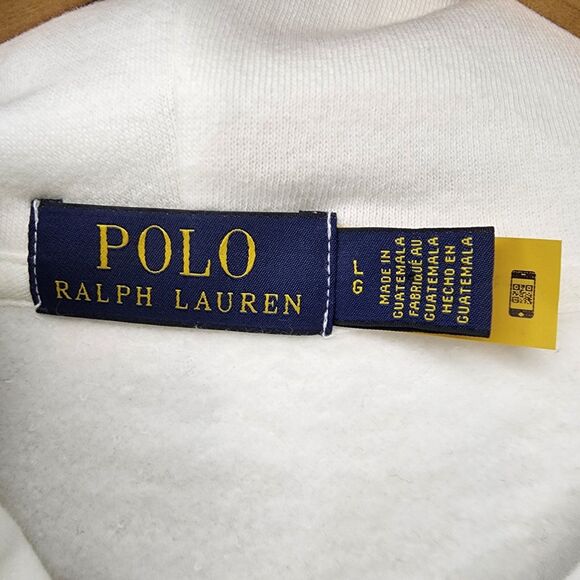 POLO
RALPH LAUREN
L
G
MADE IN
GUATEMALA
FABRIQUÉ AU
GUATEMALA
HECHO EN
GUATEMALA